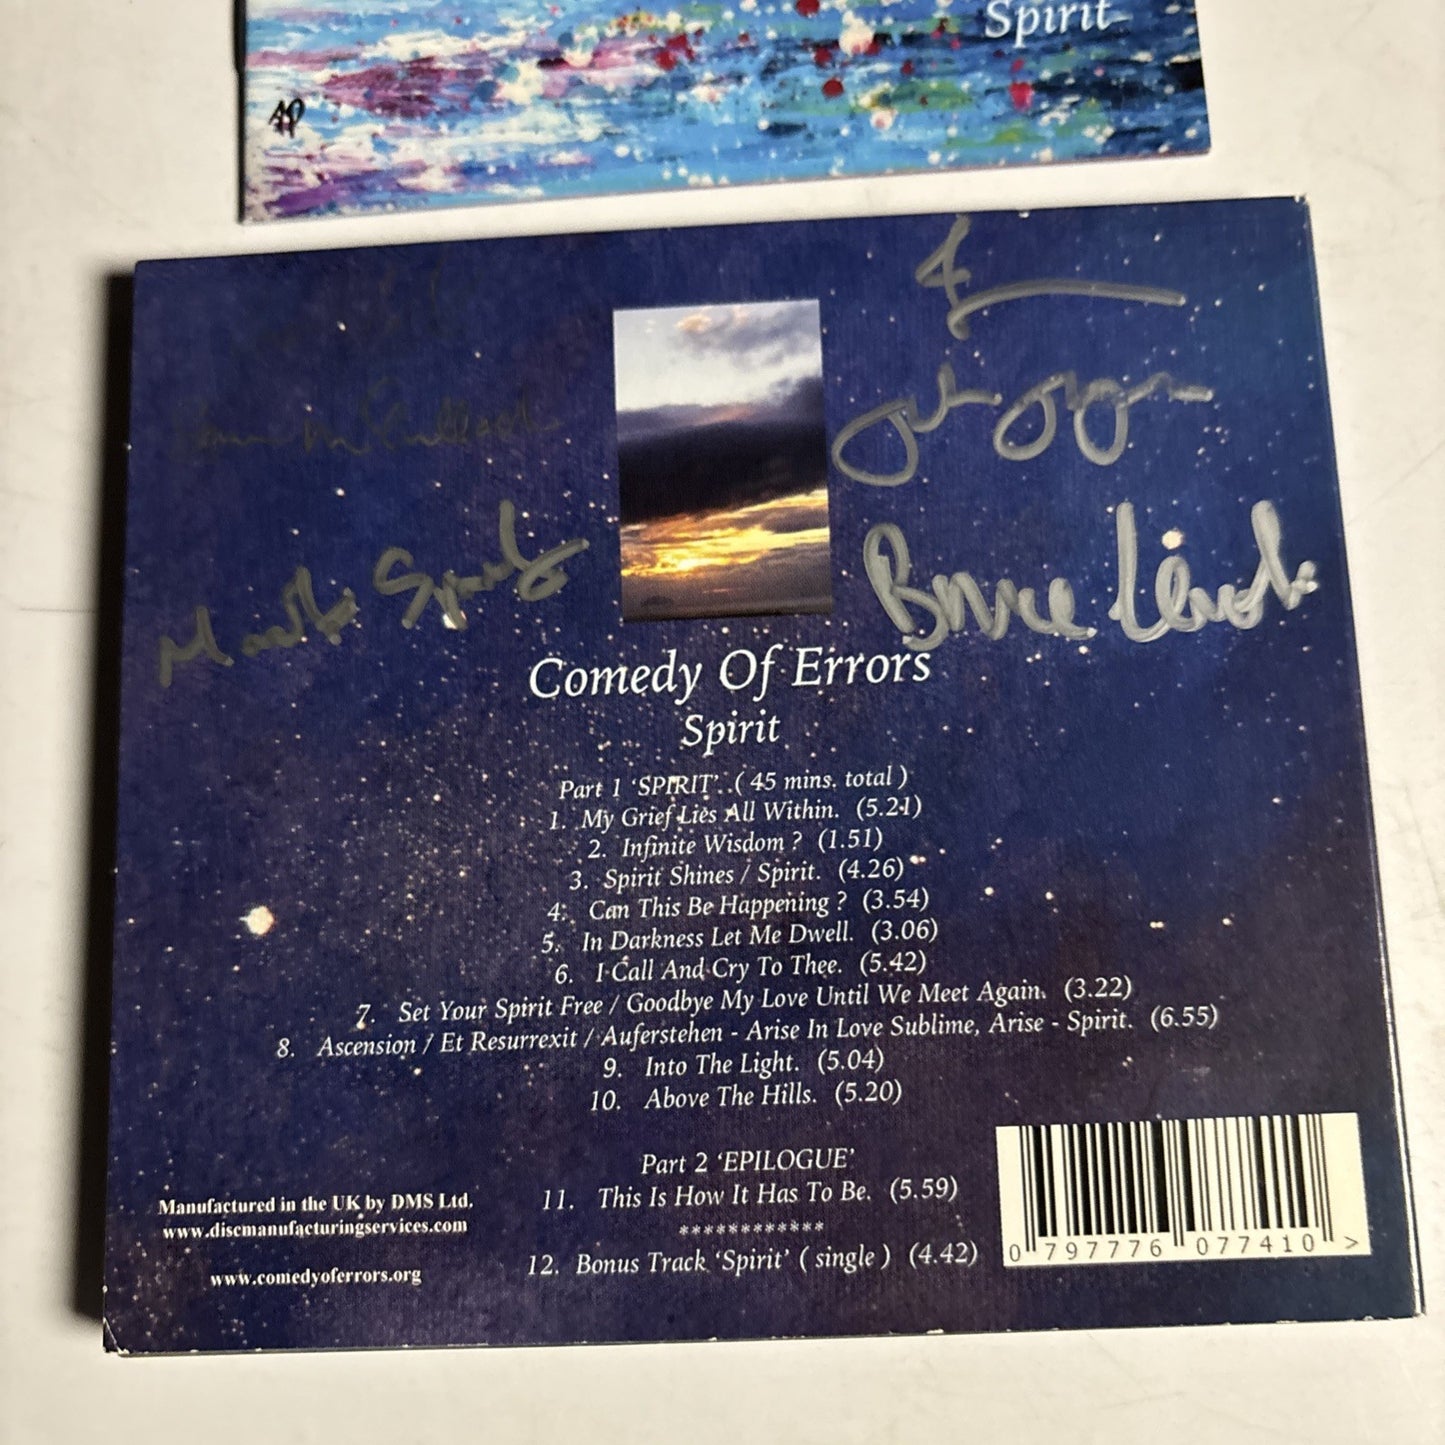 Spirit
AP
Bruce Levick
Comedy Of Errors
Spirit
Part 1 ‘SPIRIT’. ( 45 mins. total )
1. My Grief Lies All Within. (5.21)
2. Infinite Wisdom ? (1.51)
3. Spirit Shines / Spirit. (4.26)
4. Can This Be Happening ? (3.54)
5. In Darkness Let Me Dwell. (3.06)
6. I Call And Cry To Thee. (5.42)
7. Set Your Spirit Free / Goodbye My Love Until We Meet Again. (3.22)
8. Ascension / Et Resurrexit / Auferstehen - Arise In Love Sublime, Arise - Spirit. (6.55)
9. Into The Light. (5.04)
10. Above The Hills. (5.20)
Part 2 ‘EPILOGUE’
11. This Is How It Has To Be. (5.59)
************
12. Bonus Track ‘Spirit’ ( single ) (4.42)
Manufactured in the UK by DMS Ltd.
www.discmanufacturingservices.com
www.comedyoferrors.org
0 797776 077410 >